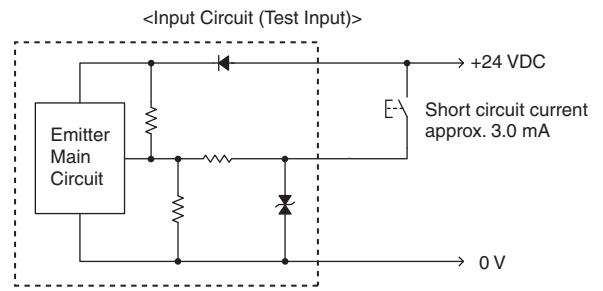 <Input Circuit (Test Input)>
+24 VDC
Short circuit current
approx. 3.0 mA
Emitter
Main
Circuit
0 V